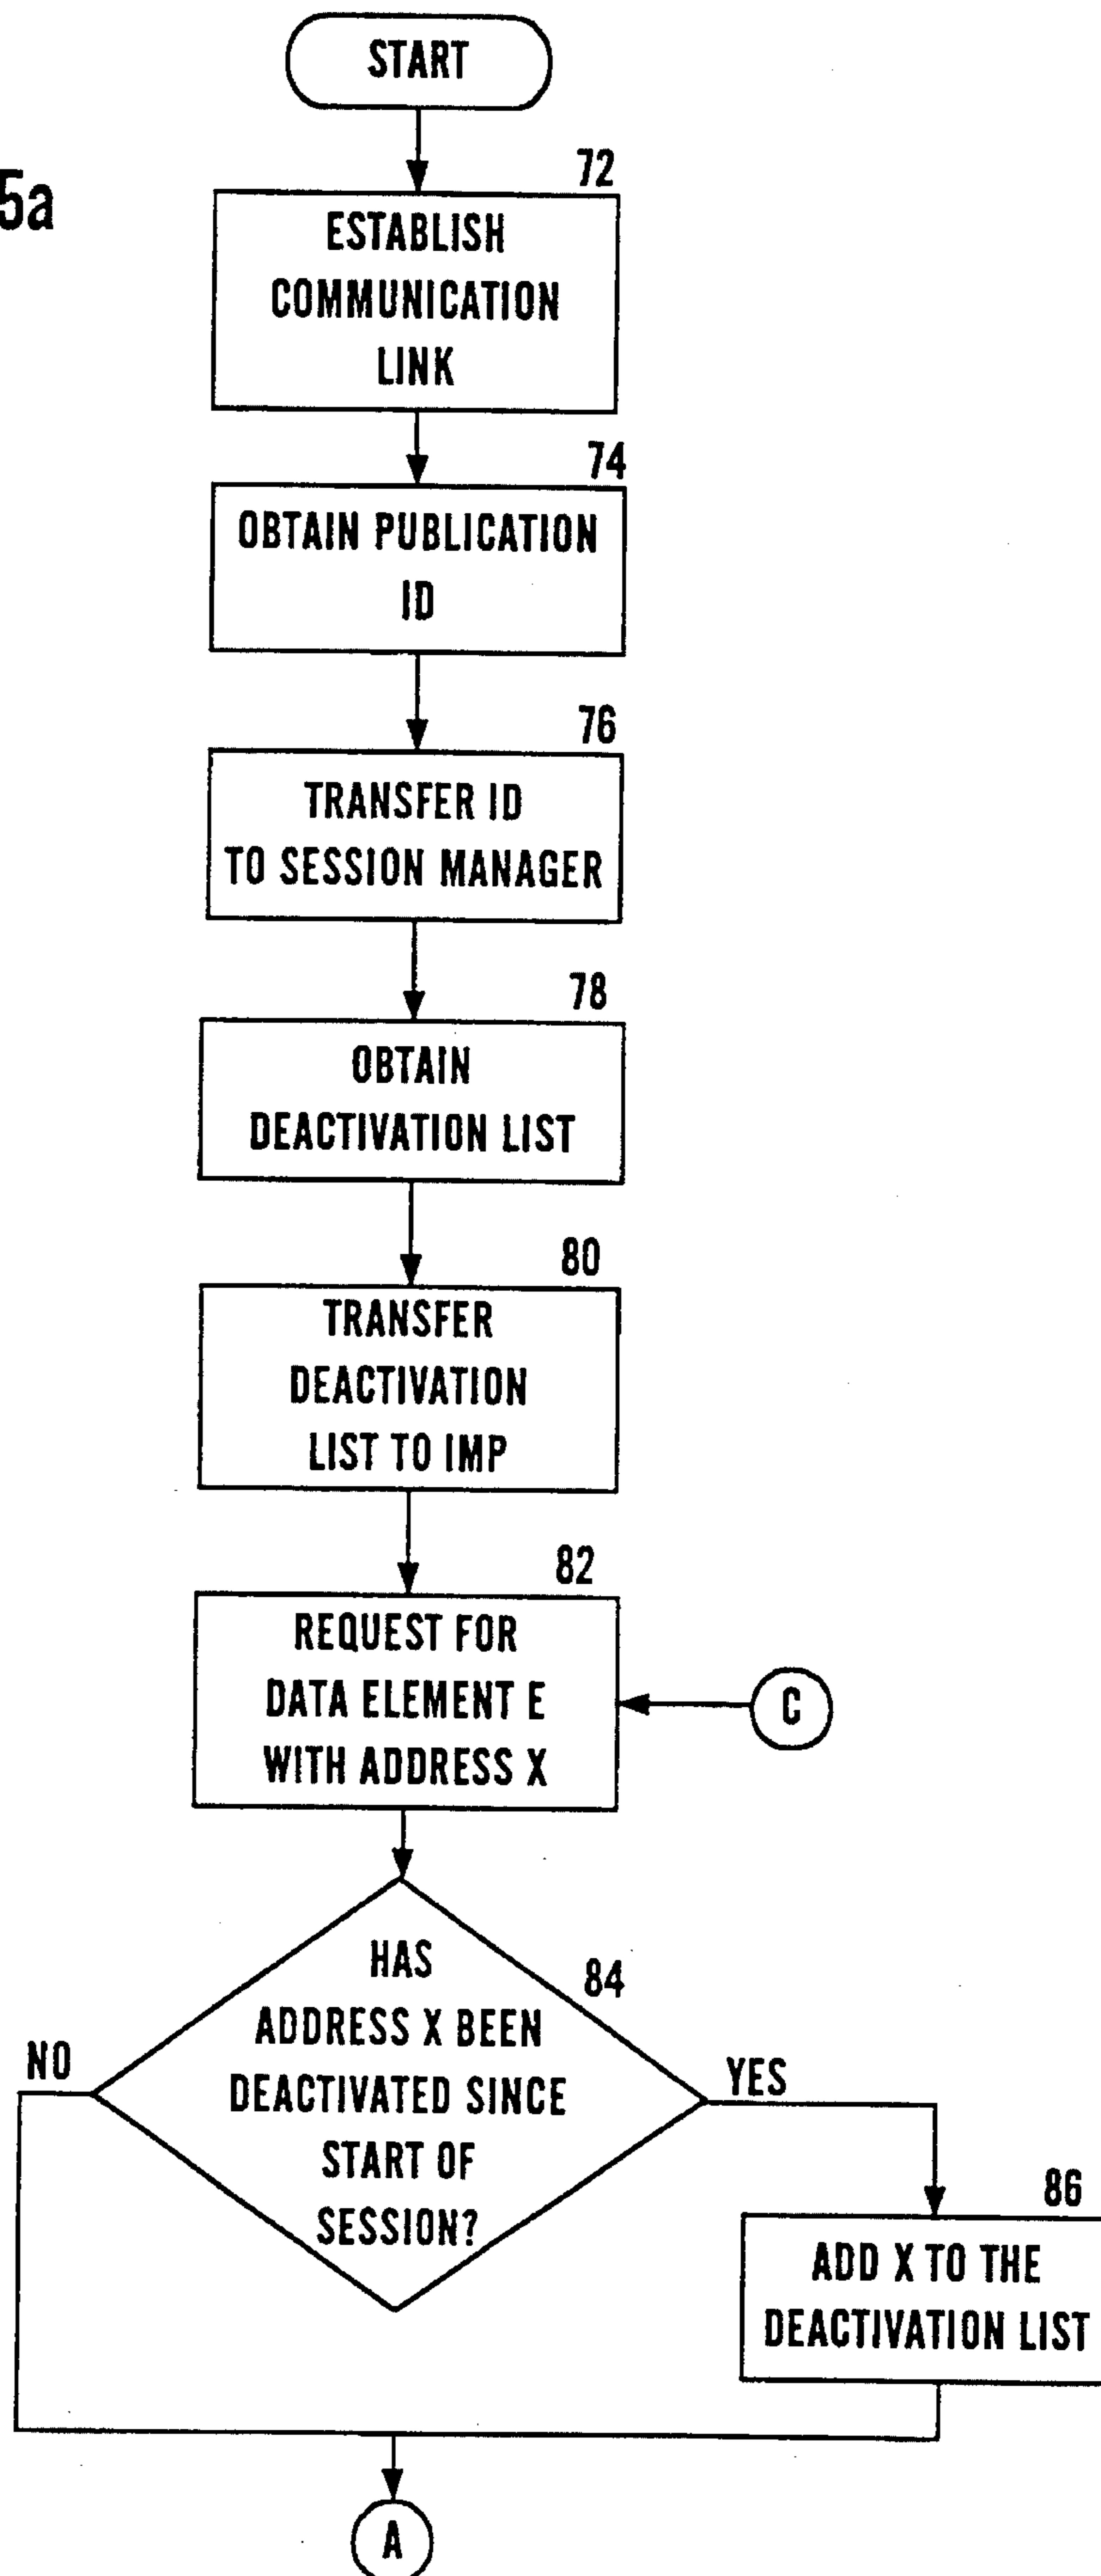 START
5a
72
ESTABLISH
COMMUNICATION
LINK
74
OBTAIN PUBLICATION
ID
76
TRANSFER ID
TO SESSION MANAGER
78
OBTAIN
DEACTIVATION LIST
80
TRANSFER
DEACTIVATION
LIST TO IMP
82
REQUEST FOR
DATA ELEMENT E
WITH ADDRESS X
C
84
HAS
ADDRESS X BEEN
DEACTIVATED SINCE
START OF
SESSION?
NO
YES
86
ADD X TO THE
DEACTIVATION LIST
A